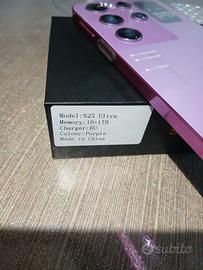 Model:S25 Ultra
Memory:16+1TB
Charger:EU
Colour:Purple
Made in China
subito